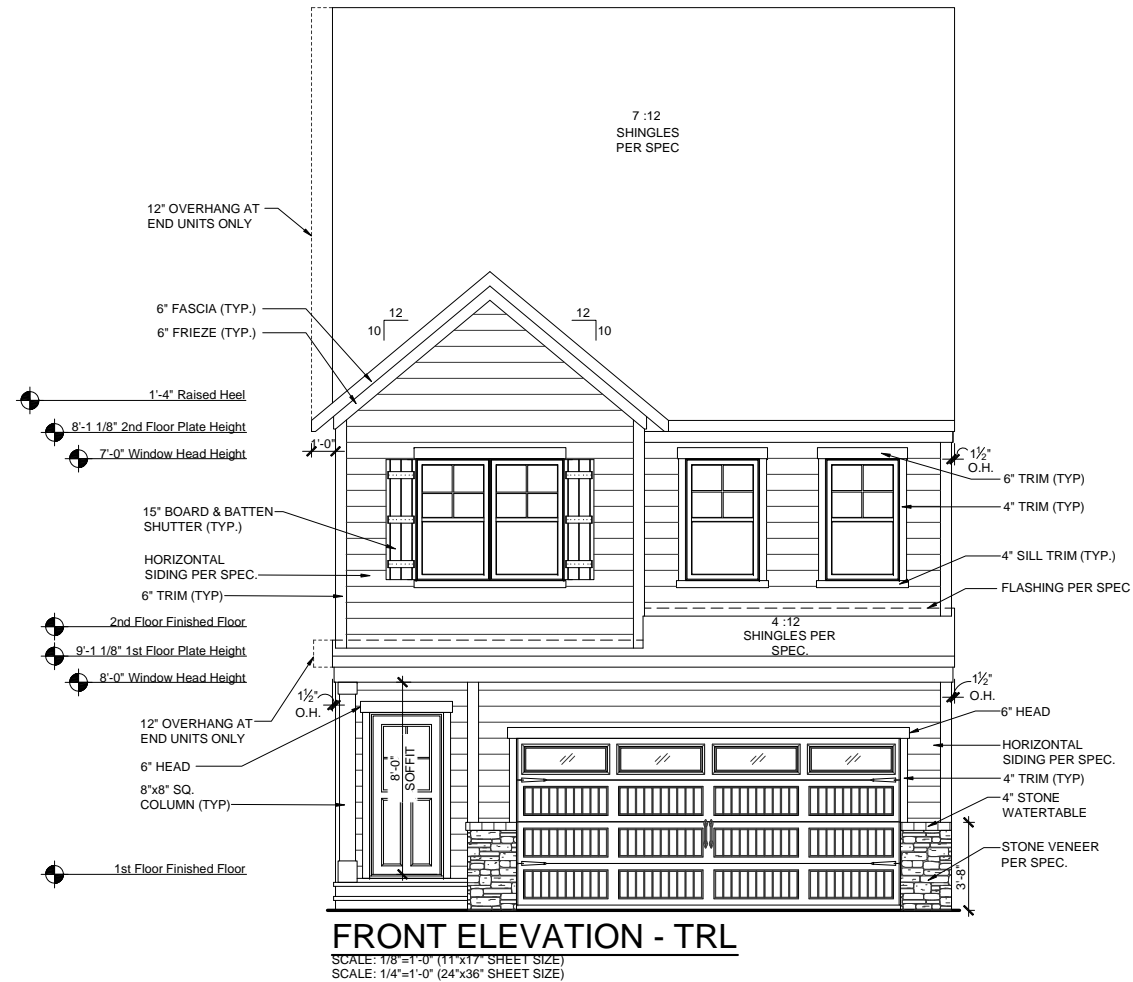 7 :12
SHINGLES
PER SPEC
12" OVERHANG AT
END UNITS ONLY
6" FASCIA (TYP.)
6" FRIEZE (TYP.)
12
10
12
10
1'-4" Raised Heel
8'-1 1/8" 2nd Floor Plate Height
7'-0" Window Head Height
1'-0"
1½"
O.H.
6" TRIM (TYP)
4" TRIM (TYP)
15" BOARD & BATTEN
SHUTTER (TYP.)
HORIZONTAL
SIDING PER SPEC.
6" TRIM (TYP)
4" SILL TRIM (TYP.)
FLASHING PER SPEC
2nd Floor Finished Floor
9'-1 1/8" 1st Floor Plate Height
8'-0" Window Head Height
4 :12
SHINGLES PER
SPEC.
1½"
O.H.
1½"
O.H.
12" OVERHANG AT
END UNITS ONLY
6" HEAD
8"x8" SQ.
COLUMN (TYP)
8'-0"
SOFFIT
6" HEAD
HORIZONTAL
SIDING PER SPEC.
4" TRIM (TYP)
4" STONE
WATERTABLE
STONE VENEER
PER SPEC.
3'-8"
1st Floor Finished Floor
FRONT ELEVATION - TRL
SCALE: 1/8"=1'-0" (11"x17" SHEET SIZE)
SCALE: 1/4"=1'-0" (24"x36" SHEET SIZE)